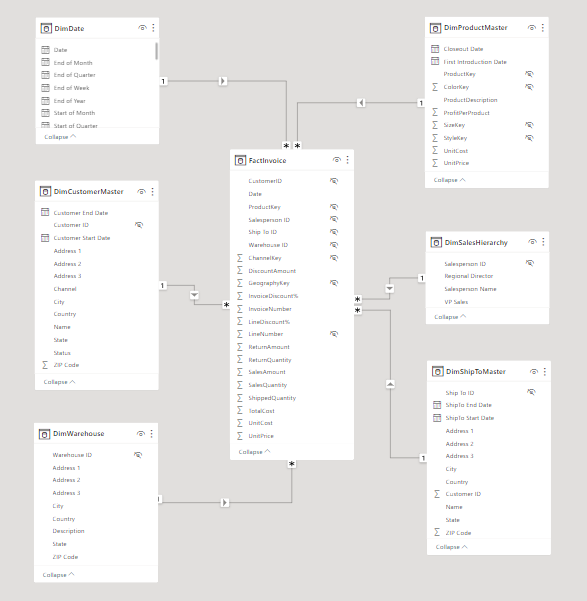 DimDate
Date
End of Month
End of Quarter
End of Week
End of Year
Start of Month
Start of Quarter
Collapse
DimProductMaster
Closeout Date
First Introduction Date
ProductKey
ColorKey
ProductDescription
ProfitPerProduct
SizeKey
StyleKey
UnitCost
UnitPrice
Collapse
1
1
*
*
FactInvoice
CustomerID
Date
ProductKey
Salesperson ID
Ship To ID
Warehouse ID
ChannelKey
DiscountAmount
GeographyKey
InvoiceDiscount%
InvoiceNumber
LineDiscount%
LineNumber
ReturnAmount
ReturnQuantity
SalesAmount
SalesQuantity
ShippedQuantity
TotalCost
UnitCost
UnitPrice
Collapse
DimCustomerMaster
Customer End Date
Customer ID
Customer Start Date
Address 1
Address 2
Address 3
Channel
City
Country
Name
State
Status
ZIP Code
Collapse
1
*
DimSalesHierarchy
Salesperson ID
Regional Director
Salesperson Name
VP Sales
Collapse
1
*
*
DimWarehouse
Warehouse ID
Address 1
Address 2
Address 3
City
Country
Description
State
ZIP Code
Collapse
1
*
DimShipToMaster
Ship To ID
ShipTo End Date
ShipTo Start Date
Address 1
Address 2
Address 3
City
Country
Customer ID
Name
State
ZIP Code
Collapse
1